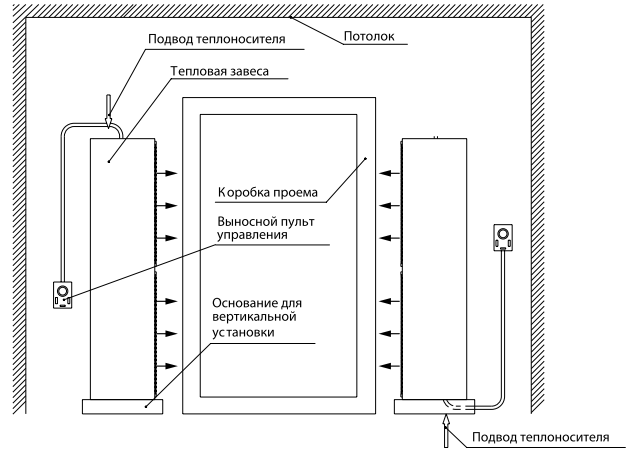 Подвод теплоносителя
Потолок
Тепловая завеса
Коробка проема
Выносной пульт
управления
Основание для
вертикальной
установки
Подвод теплоносителя